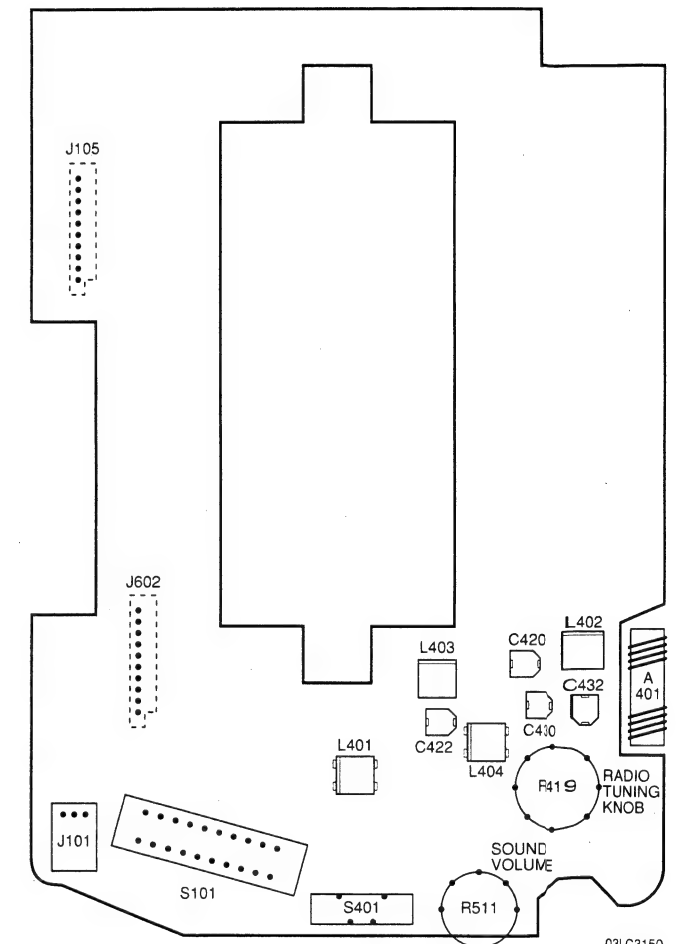 J105
J602
L402
C420
L403
C432
A
401
C430
C422
L401
L404
R419
RADIO
TUNING
KNOB
J101
SOUND
VOLUME
S101
S401
R511